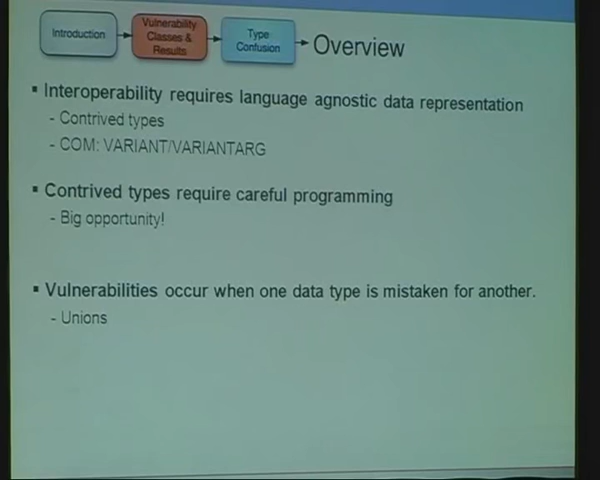 Introduction
Vulnerability
Classes &
Results
Type
Confusion
Overview
▪ Interoperability requires language agnostic data representation
- Contrived types
- COM: VARIANT/VARIANTARG
▪ Contrived types require careful programming
- Big opportunity!
▪ Vulnerabilities occur when one data type is mistaken for another.
- Unions